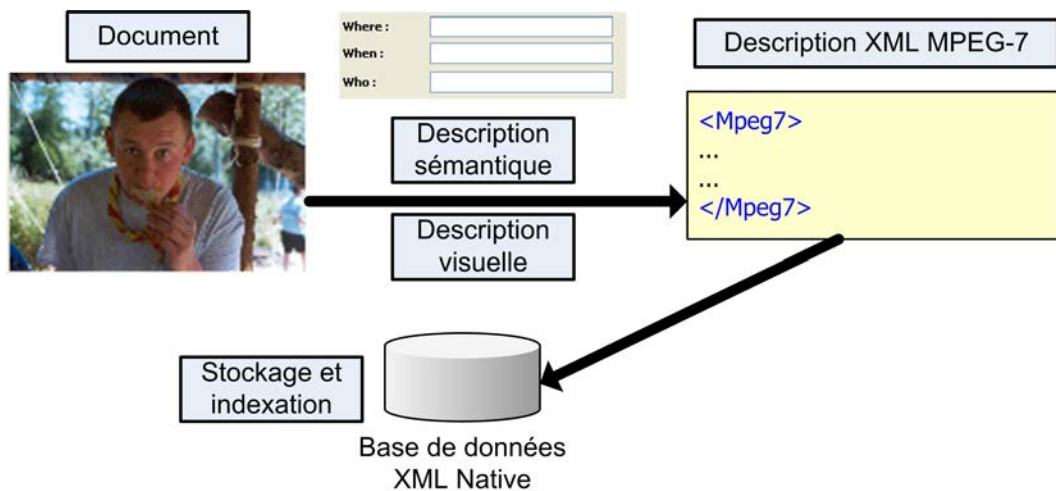 Document
Where :
When :
Who :
Description XML MPEG-7
Description
sémantique
<Mpeg7>
...
...
</Mpeg7>
Description
visuelle
Stockage et
indexation
Base de données
XML Native